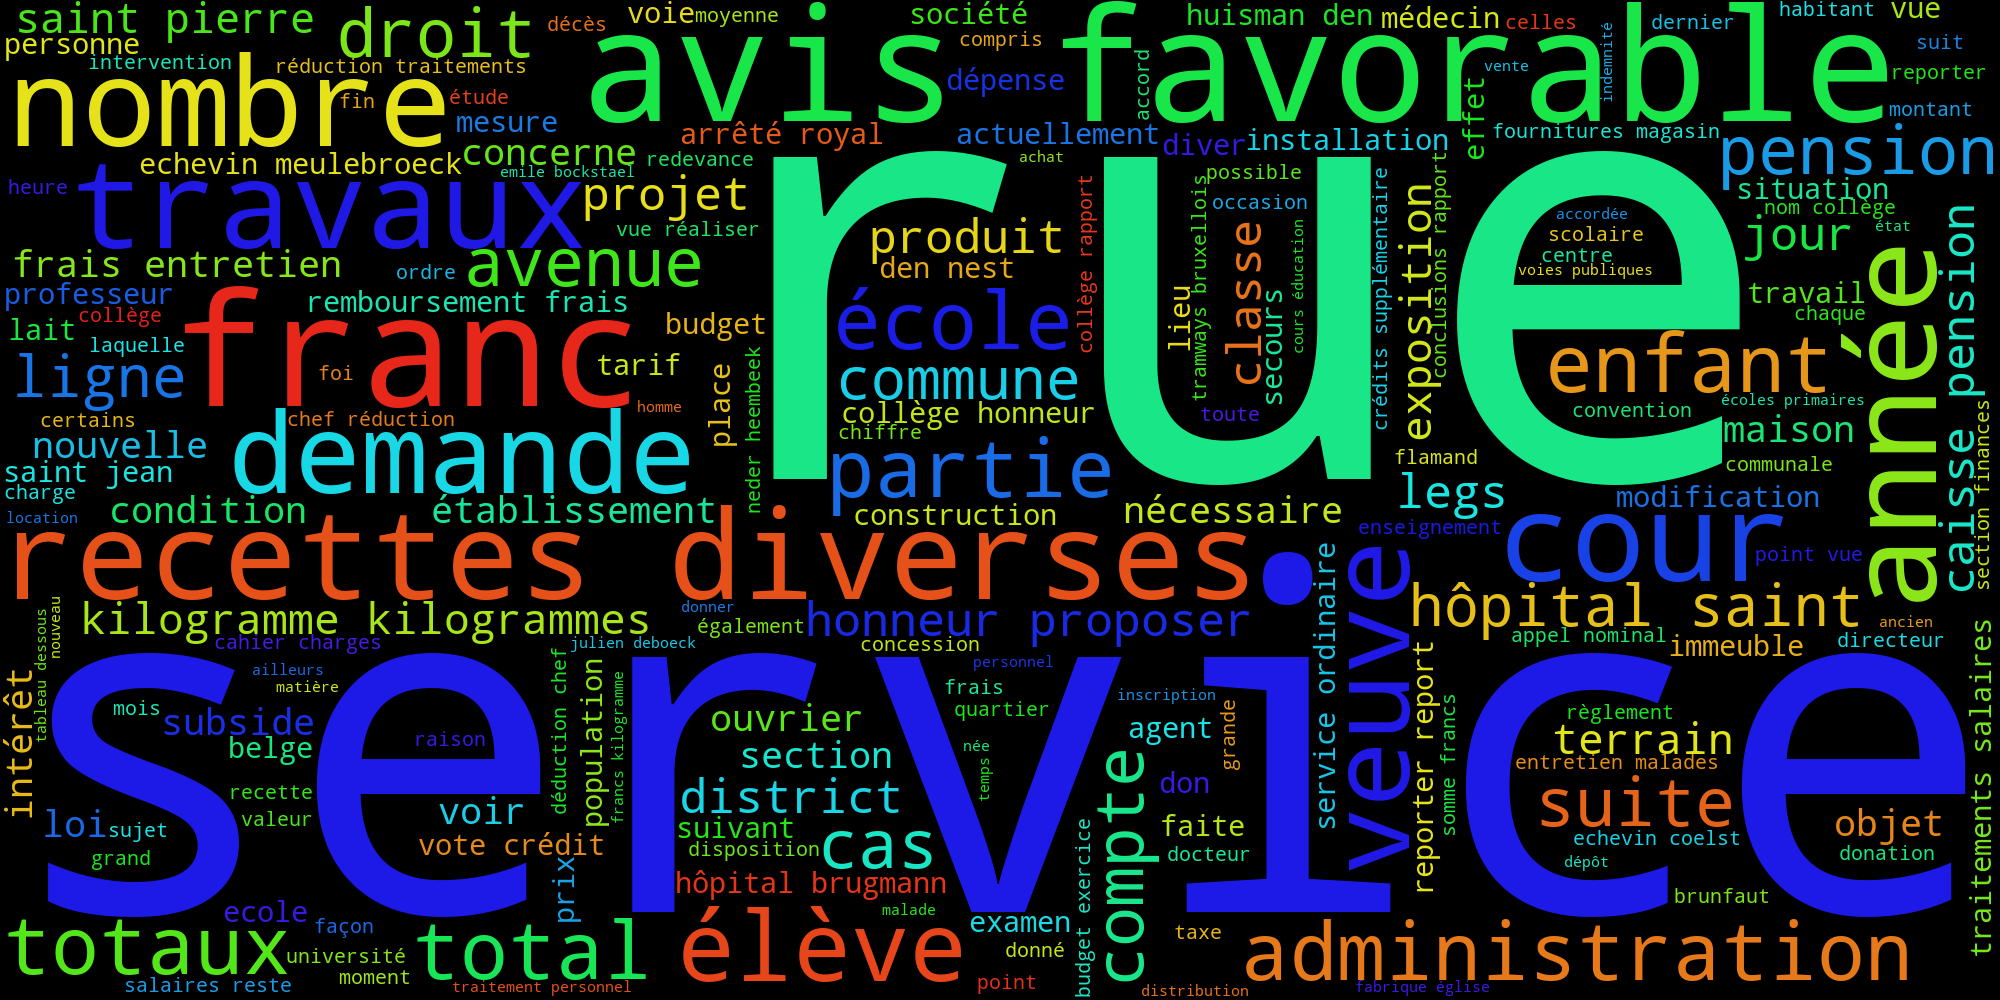 saint pierre
droit
décès
voie
moyenne
société
huisman den
médecin
celles
dernier
habitant
vue
personne
intervention
réduction traitements
avis favorable
compris
dépense
accord
vente
indemnité
suit
reporter
nombre
fin
étude
mesure
arrêté royal
actuellement
diver
installation
effet
fournitures magasin
montant
pension
echevin meulebroeck
concerne
redevance
emile bockstael
achat
heure
travaux
projet
vue réaliser
rue
possible
occasion
situation
nom collège
accordée
scolaire
centre
voies publiques
jour
état
frais entretien
ordre
avenue
produit
den nest
collège rapport
tramways bruxellois
classe
cours éducation
crédits supplémentaire
exposition
conclusions rapport
professeur
collège
remboursement frais
franc
lait
laquelle
budget
école
lieu
secours
travail
chaque
année
caisse pension
ligne
foi
tarif
commune
enfant
certains
chef réduction
homme
place
neder heembeek
collège honneur
chiffre
toute
convention
écoles primaires
nouvelle
demande
saint jean
charge
partie
flamand
maison
communale
section finances
location
condition
établissement
construction
nécessaire
legs
modification
enseignement
cour
point vue
recettes diverses
kilogramme kilogrammes
donner
également
honneur proposer
service ordinaire
veuve
hôpital saint
ancien
nouveau
tableau dessous
cahier charges
julien deboeck
concession
appel nominal
immeuble
directeur
intérêt
ailleurs
matière
personnel
service
mois
subside
belge
raison
déduction chef
population
francs kilogramme
ouvrier
frais
quartier
inscription
agent
grande
reporter report
somme francs
règlement
terrain
entretien malades
traitements salaires
section
née
temps
district
don
recette
valeur
loi
sujet
grand
voir
vote crédit
suivant
disposition
cas
compte
faite
docteur
suite
echevin coelst
dépôt
objet
donation
prix
hôpital brugmann
budget exercice
brunfaut
ecole
façon
malade
examen
totaux
université
moment
total
élève
donné
taxe
administration
salaires reste
traitement personnel
point
distribution
fabrique église